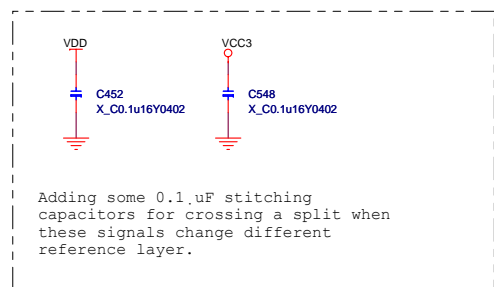 VDD
VCC3
C452
X_C0.1u16Y0402
C548
X_C0.1u16Y0402
Adding some 0.1 uF stitching
capacitors for crossing a split when
these signals change different
reference layer.